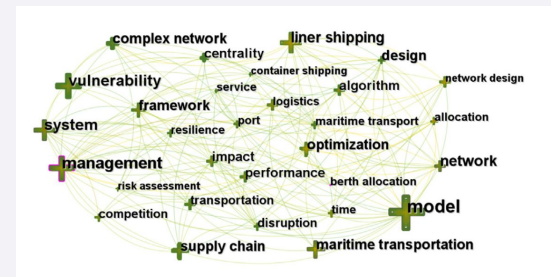 complex network
liner shipping
centrality
design
container shipping
vulnerability
service
algorithm
network design
framework
logistics
system
resilience
port
maritime transport
allocation
optimization
management
impact
network
performance
risk assessment
berth allocation
transportation
model
competition
time
disruption
supply chain
maritime transportation